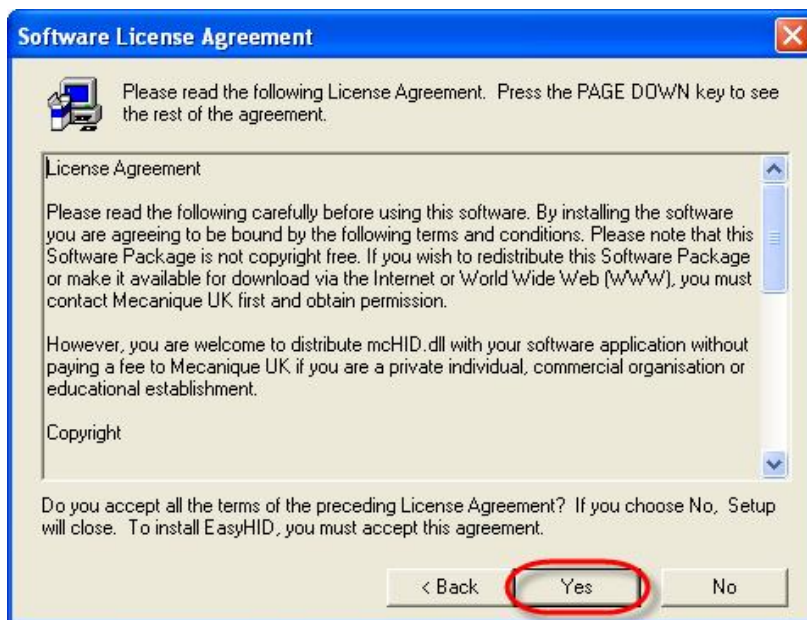 Software License Agreement
Please read the following License Agreement. Press the PAGE DOWN key to see
the rest of the agreement.
License Agreement
Please read the following carefully before using this software. By installing the software
you are agreeing to be bound by the following terms and conditions. Please note that this
Software Package is not copyright free. If you wish to redistribute this Software Package
or make it available for download via the Internet or World Wide Web (WWW), you must
contact Mecanique UK first and obtain permission.
However, you are welcome to distribute mcHID.dll with your software application without
paying a fee to Mecanique UK if you are a private individual, commercial organisation or
educational establishment.
Copyright
Do you accept all the terms of the preceding License Agreement? If you choose No, Setup
will close. To install EasyHID, you must accept this agreement.
< Back Yes No